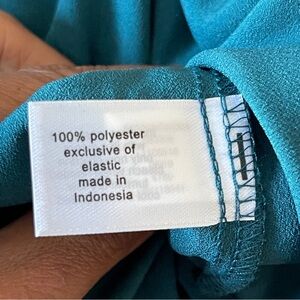 100% polyester
exclusive of
elastic
made in
Indonesia